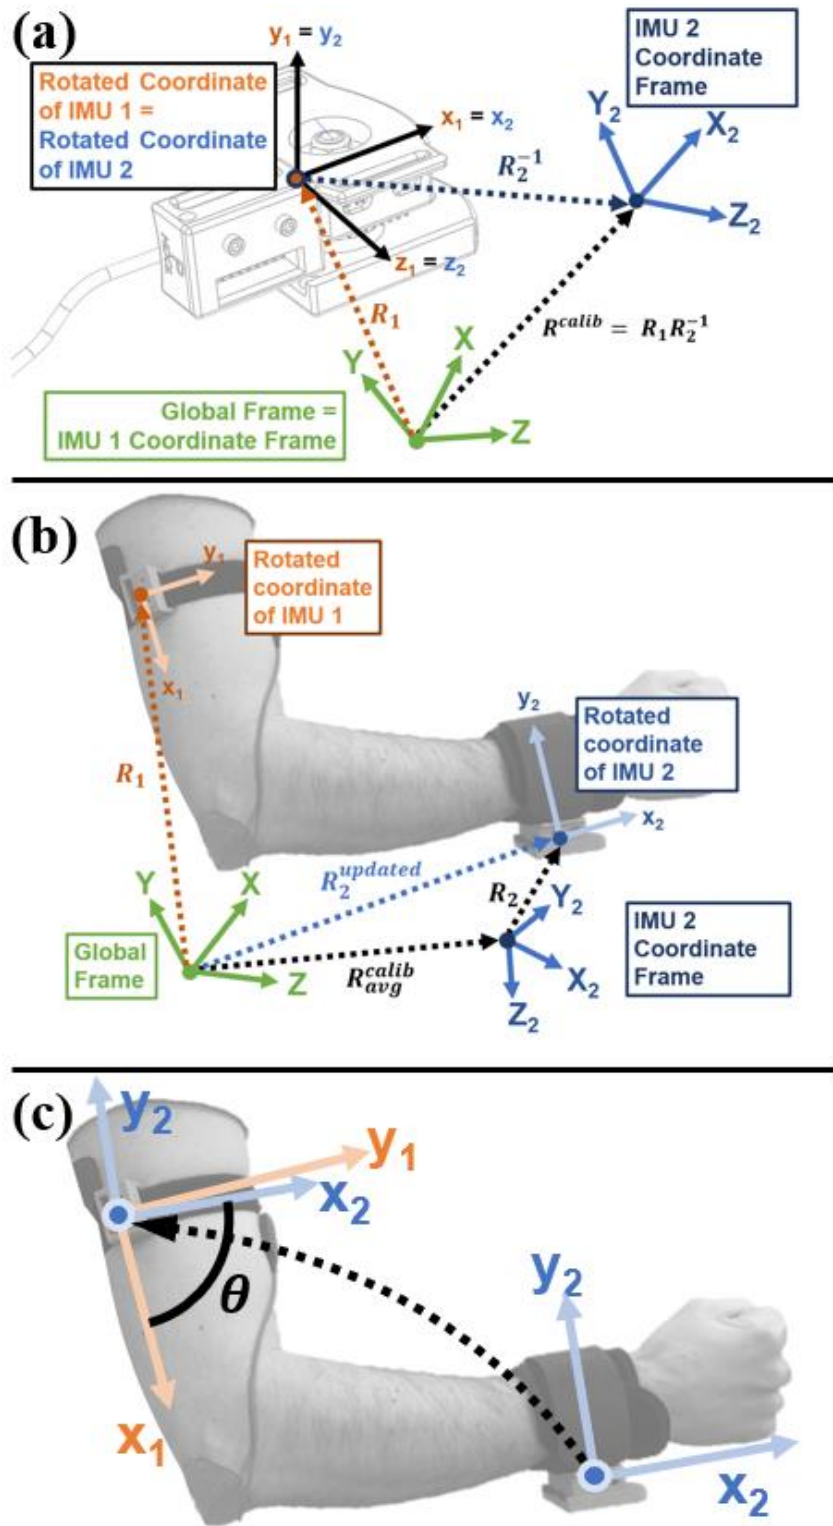 (a)
y₁ = y₂
Rotated Coordinate
of IMU 1 =
Rotated Coordinate
of IMU 2
x₁ = x₂
z₁ = z₂
IMU 2
Coordinate
Frame
Y₂
X₂
Z₂
R₂⁻¹
R₁
R^calib = R₁R₂⁻¹
Y
X
Z
Global Frame =
IMU 1 Coordinate Frame
(b)
y₁
Rotated
coordinate
of IMU 1
x₁
R₁
y₂
Rotated
coordinate
of IMU 2
x₂
R₂^updated
R₂
Y
X
Z
Global
Frame
R_avg^calib
Y₂
X₂
Z₂
IMU 2
Coordinate
Frame
(c)
y₂
y₁
x₂
θ
x₁
y₂
x₂